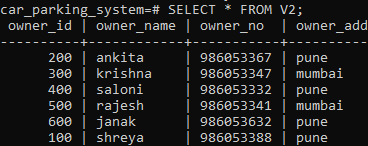 car_parking_system=# SELECT * FROM V2;
 owner_id | owner_name | owner_no | owner_add
----------+------------+-----------+-----------
 200 | ankita | 986053367 | pune
 300 | krishna | 986053347 | mumbai
 400 | saloni | 986053332 | pune
 500 | rajesh | 986053341 | mumbai
 600 | janak | 986053632 | pune
 100 | shreya | 986053388 | pune